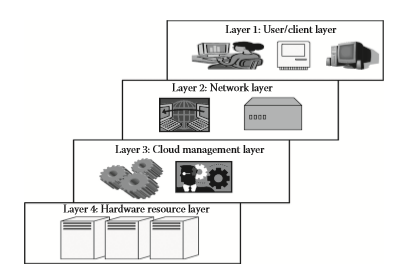 Layer 1: User/client layer
Layer 2: Network layer
Layer 3: Cloud management layer
Layer 4: Hardware resource layer